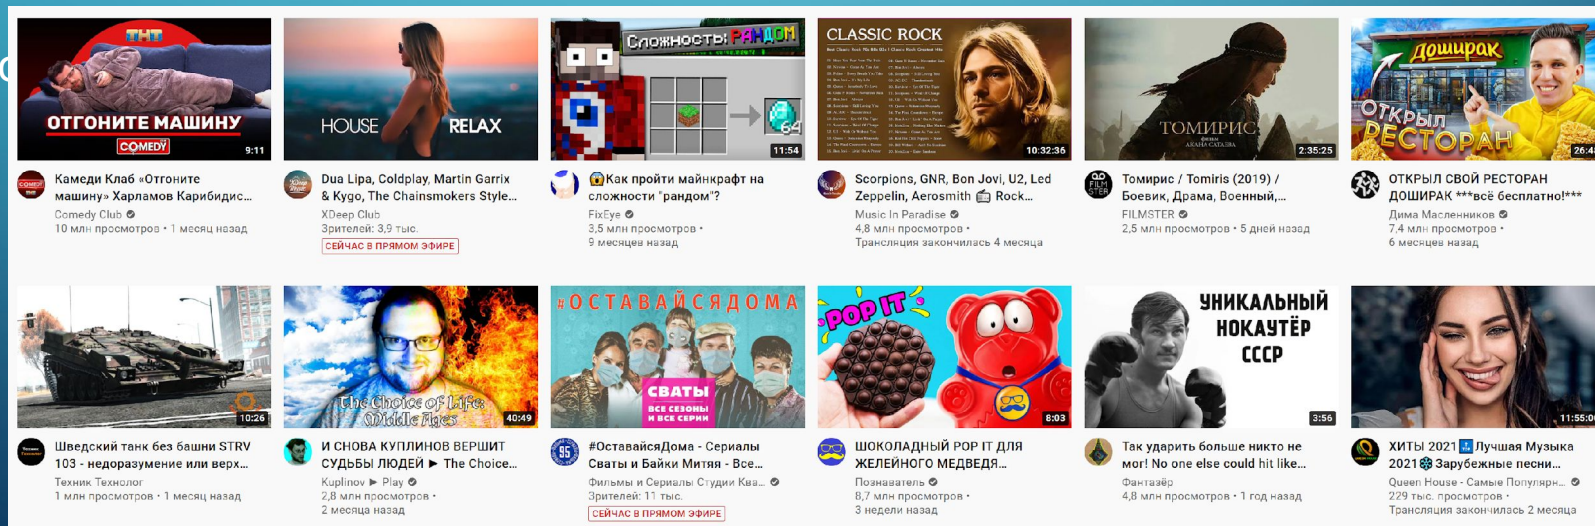 ТНТ
ОТГОНИТЕ МАШИНУ
COMEDY
9:11
HOUSE RELAX
Сложность: РАНДОМ
64
11:54
CLASSIC ROCK
10:32:36
ТОМИРИС
ФИЛЬМ
АКАНА САТАЕВА
2:35:25
Доширак
ОТКРЫЛ
РЕСТОРАН
26:4
Камеди Клаб «Отгоните
машину» Харламов Карибидис...
Comedy Club
10 млн просмотров • 1 месяц назад
Dua Lipa, Coldplay, Martin Garrix
& Kygo, The Chainsmokers Style...
XDeep Club
Зрителей: 3,9 тыс.
СЕЙЧАС В ПРЯМОМ ЭФИРЕ
Как пройти майнкрафт на
сложности "рандом"?
FixEye
3,5 млн просмотров •
9 месяцев назад
Scorpions, GNR, Bon Jovi, U2, Led
Zeppelin, Aerosmith 📻 Rock...
Music In Paradise
4,8 млн просмотров •
Трансляция закончилась 4 месяца
FILMSTER
Томирис / Tomiris (2019) /
Боевик, Драма, Военный,...
FILMSTER
2,5 млн просмотров • 5 дней назад
ОТКРЫЛ СВОЙ РЕСТОРАН
ДОШИРАК ***всё бесплатно!***
Дима Масленников
7,4 млн просмотров •
6 месяцев назад
10:26
The Choice of Life:
Middle Ages
40:49
#ОСТАВАЙСЯДОМА
СВАТЫ
ВСЕ СЕЗОНЫ
И ВСЕ СЕРИИ
POP IT
8:03
УНИКАЛЬНЫЙ
НОКАУТЁР
СССР
3:56
11:55:00
Шведский танк без башни STRV
103 - недоразумение или верх...
Техник Технолог
1 млн просмотров • 1 месяц назад
И СНОВА КУПЛИНОВ ВЕРШИТ
СУДЬБЫ ЛЮДЕЙ ► The Choice...
Kuplinov ► Play
2,8 млн просмотров •
2 месяца назад
95
#ОставайсяДома - Сериалы
Сваты и Байки Митяя - Все...
Фильмы и Сериалы Студии Ква...
Зрителей: 11 тыс.
СЕЙЧАС В ПРЯМОМ ЭФИРЕ
ШОКОЛАДНЫЙ POP IT ДЛЯ
ЖЕЛЕЙНОГО МЕДВЕДЯ...
Познаватель
8,7 млн просмотров •
3 недели назад
Так ударить больше никто не
мог! No one else could hit like...
Фантазёр
4,8 млн просмотров • 1 год назад
ХИТЫ 2021 Лучшая Музыка
2021 Зарубежные песни...
Queen House - Самые Популярн...
229 тыс. просмотров •
Трансляция закончилась 2 месяца